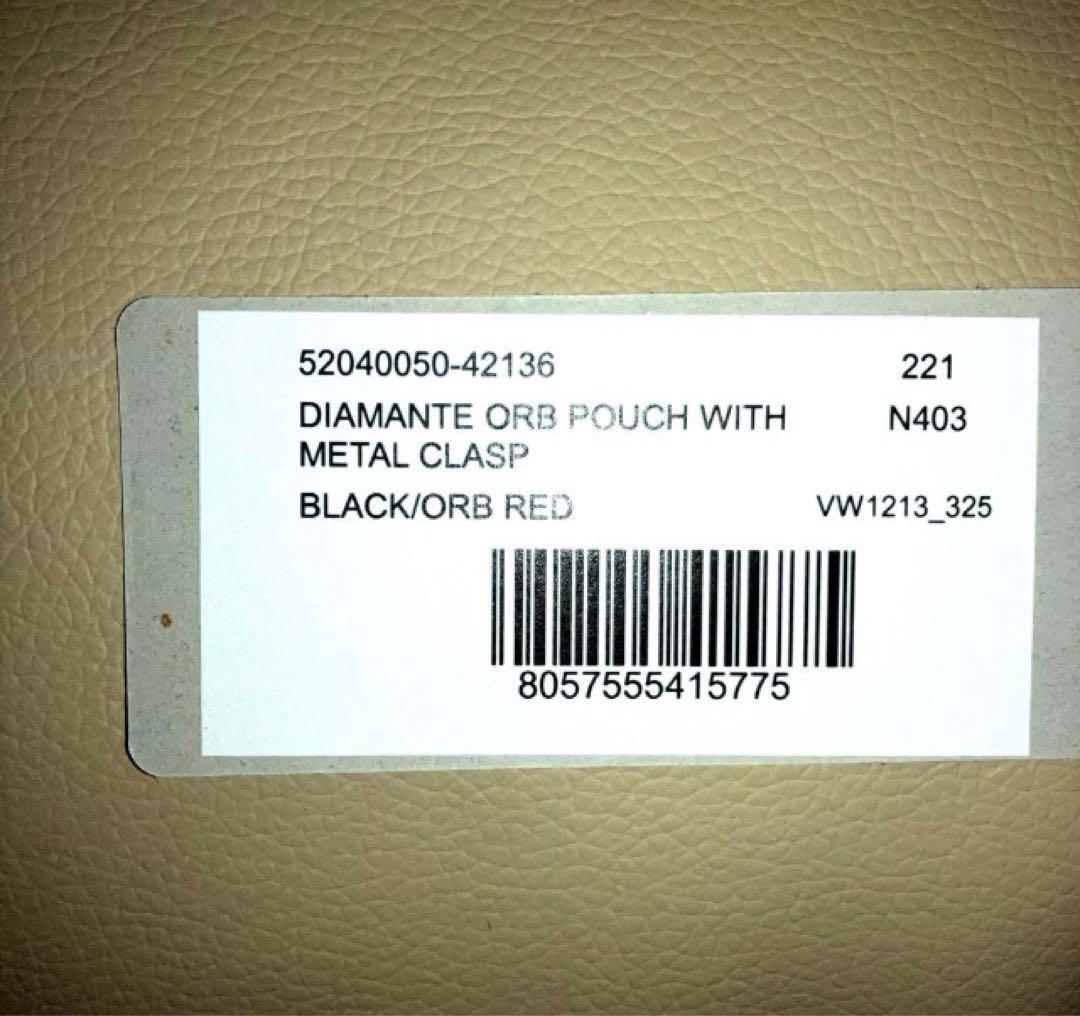 52040050-42136 221
DIAMANTE ORB POUCH WITH N403
METAL CLASP
BLACK/ORB RED VW1213_325
8057555415775